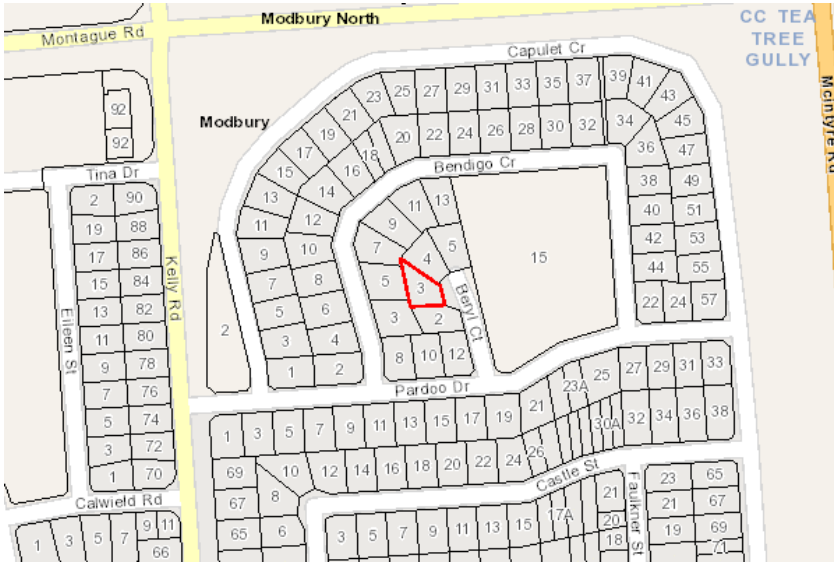 Modbury North
CC TEA
TREE
GULLY
Montague Rd
Capulet Cr
Mcintyre Rd
23 25 27 29 31 33 35 37 39 41
43
92
21
45
Modbury
19
20 22 24 26 28 30 32 34
92
17
18
36
47
15
16
Bendigo Cr
Tina Dr
13
14
38 49
2 90
11
12
11 13
40 51
19 88
9
42 53
17 86
9 10
7
4 5
15
44 55
15 84
7 8
5
3
Beryl Ct
22 24 57
13 82
Kelly Rd
2
5 6
3 2
Eileen St
11 80
3 4
8 10 12
9 78
1 2
Pardoo Dr
7 76
23A 25 27 29 31 33
5 74
1 3 5 7 9 11 13 15 17 19 21
30A 32 34 36 38
3 72
69 10 12 14 16 18 20 22 24 26
1 70
67 8
Castle St
Calwield Rd
65 6
Faulkner St
23 65
1 3 5 7 9 11
3 5 7 9 11 13 15 17A 21
21 67
66
20
19 69
18
71